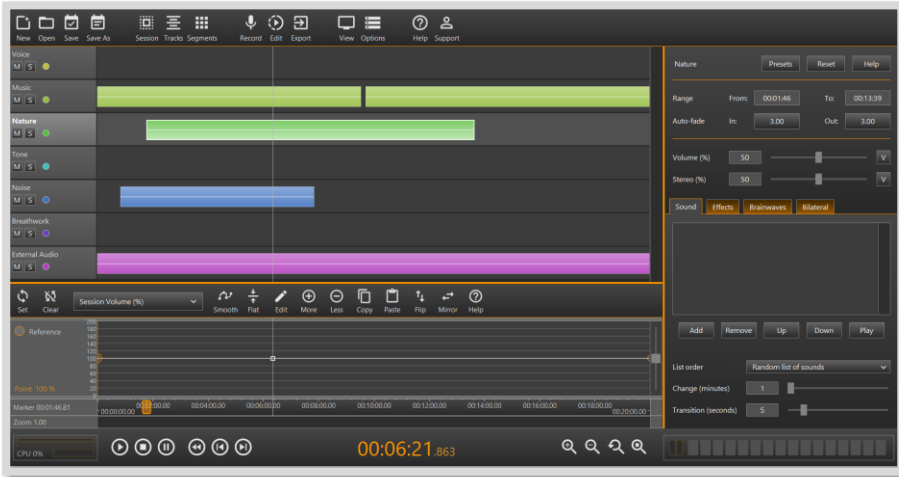 New Open Save Save As Session Tracks Segments Record Edit Export View Options Help Support
Voice
M S
Music
M S
Nature
M S
Tone
M S
Noise
M S
Breathwork
M S
External Audio
M S
Nature Presets Reset Help
Range From: 00:01:46 To: 00:13:39
Auto-fade In: 3.00 Out: 3.00
Volume (%) 50 V
Stereo (%) 50 V
Sound Effects Brainwaves Bilateral
Add Remove Up Down Play
List order Random list of sounds
Change (minutes) 1
Transition (seconds) 5
Set Clear Session Volume (%) Smooth Flat Edit More Less Copy Paste Flip Mirror Help
Reference
200
180
160
140
120
100
80
60
40
20
0
Point: 100 %
Marker 00:01:46.81
00:00:00.00 00:02:00.00 00:04:00.00 00:06:00.00 00:08:00.00 00:10:00.00 00:12:00.00 00:14:00.00 00:16:00.00 00:18:00.00 00:20:00.00
Zoom 1.00
CPU 0% 00:06:21.863